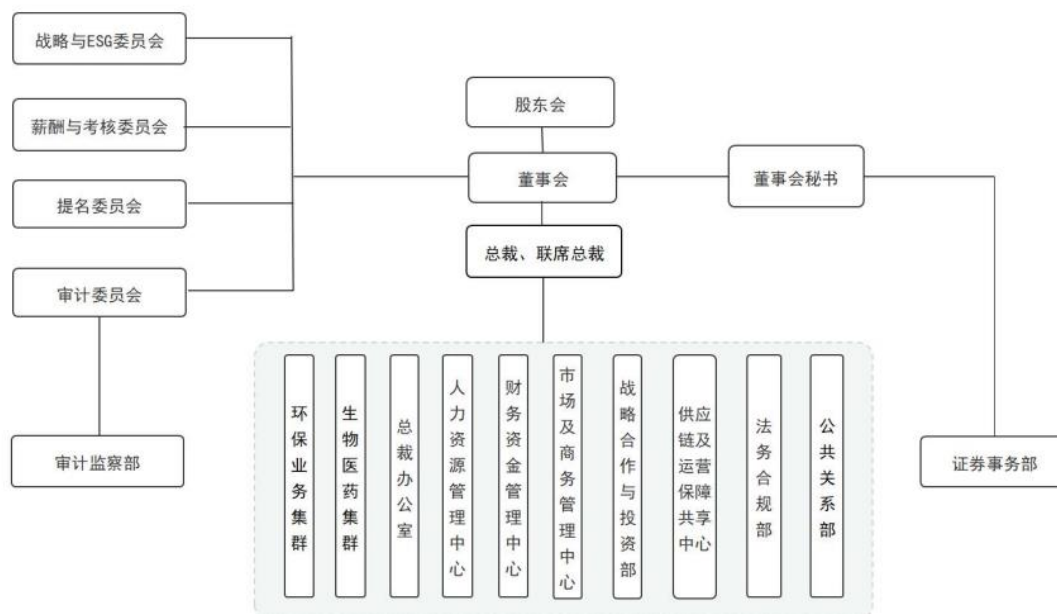 战略与ESG委员会
薪酬与考核委员会
提名委员会
审计委员会
审计监察部
股东会
董事会
总裁、联席总裁
董事会秘书
证券事务部
环保业务集群
生物医药集群
总裁办公室
人力资源管理中心
财务资金管理中心
市场及商务管理中心
战略合作与投资部
供应链及运营保障共享中心
法务合规部
公共关系部